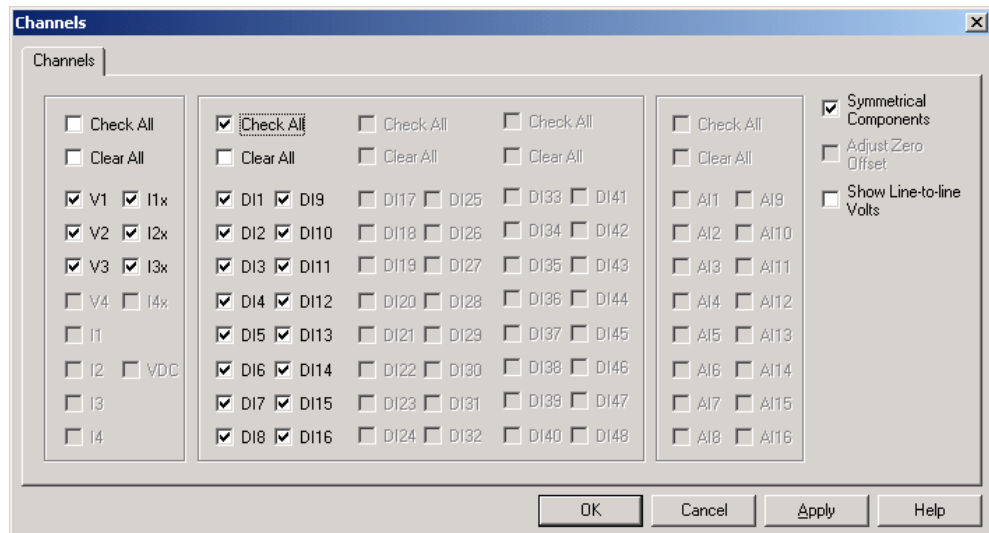 Channels
Channels
Check All
Clear All
V1 I1x
V2 I2x
V3 I3x
V4 I4x
I1
I2 VDC
I3
I4
Check All Check All Check All
Clear All Clear All Clear All
DI1 DI9 DI17 DI25 DI33 DI41
DI2 DI10 DI18 DI26 DI34 DI42
DI3 DI11 DI19 DI27 DI35 DI43
DI4 DI12 DI20 DI28 DI36 DI44
DI5 DI13 DI21 DI29 DI37 DI45
DI6 DI14 DI22 DI30 DI38 DI46
DI7 DI15 DI23 DI31 DI39 DI47
DI8 DI16 DI24 DI32 DI40 DI48
Check All
Clear All
AI1 AI9
AI2 AI10
AI3 AI11
AI4 AI12
AI5 AI13
AI6 AI14
AI7 AI15
AI8 AI16
Symmetrical
Components
Adjust Zero
Offset
Show Line-to-line
Volts
OK Cancel Apply Help